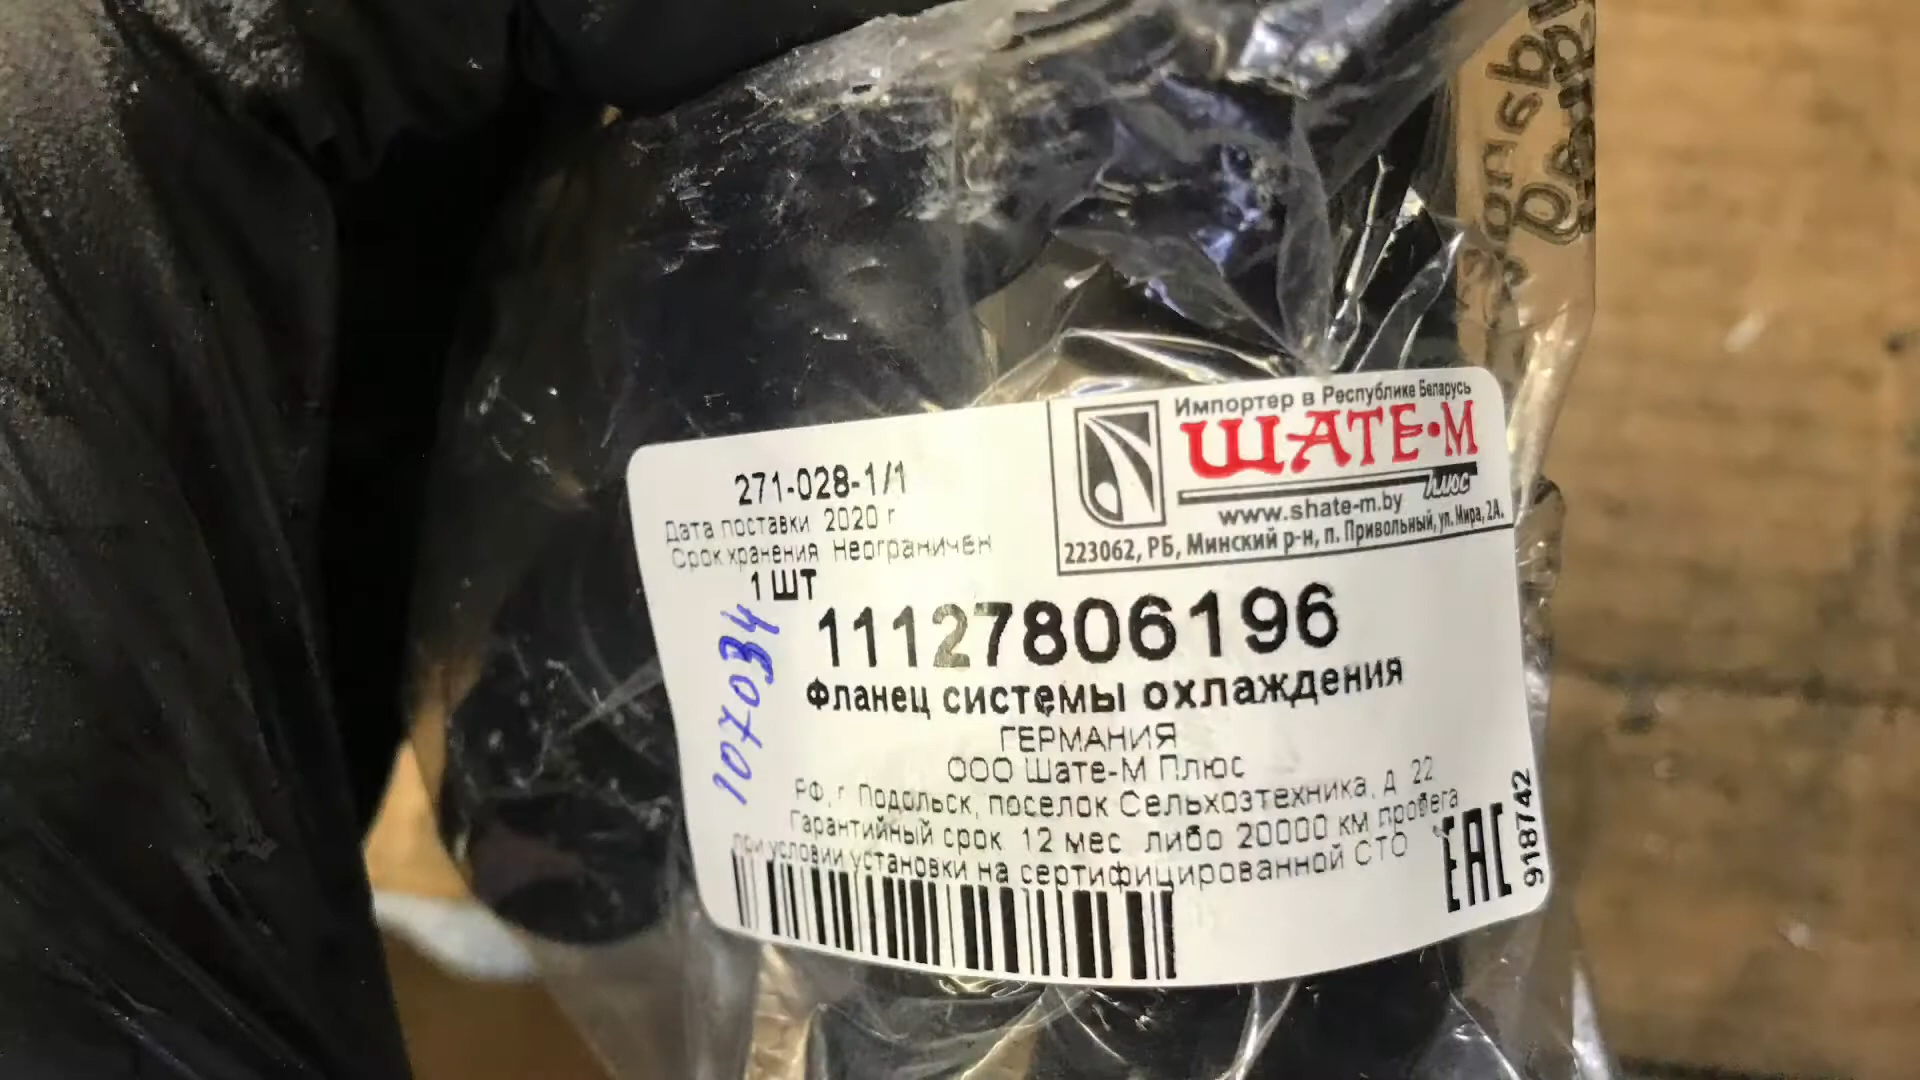 Импортер в Республике Беларусь
ШАТЕ-М
плюс
www.shate-m.by
223062, РБ, Минский р-н, п. Привольный, ул. Мира, 2А.
271-028-1/1
Дата поставки 2020 г
Срок хранения Неограничен
1 ШТ
11127806196
Фланец системы охлаждения
ГЕРМАНИЯ
ООО Шате-М Плюс
РФ, г Подольск, поселок Сельхозтехника, д 22
Гарантийный срок 12 мес либо 20000 км пробега
при условии установки на сертифицированной СТО
EAC
918742
107034